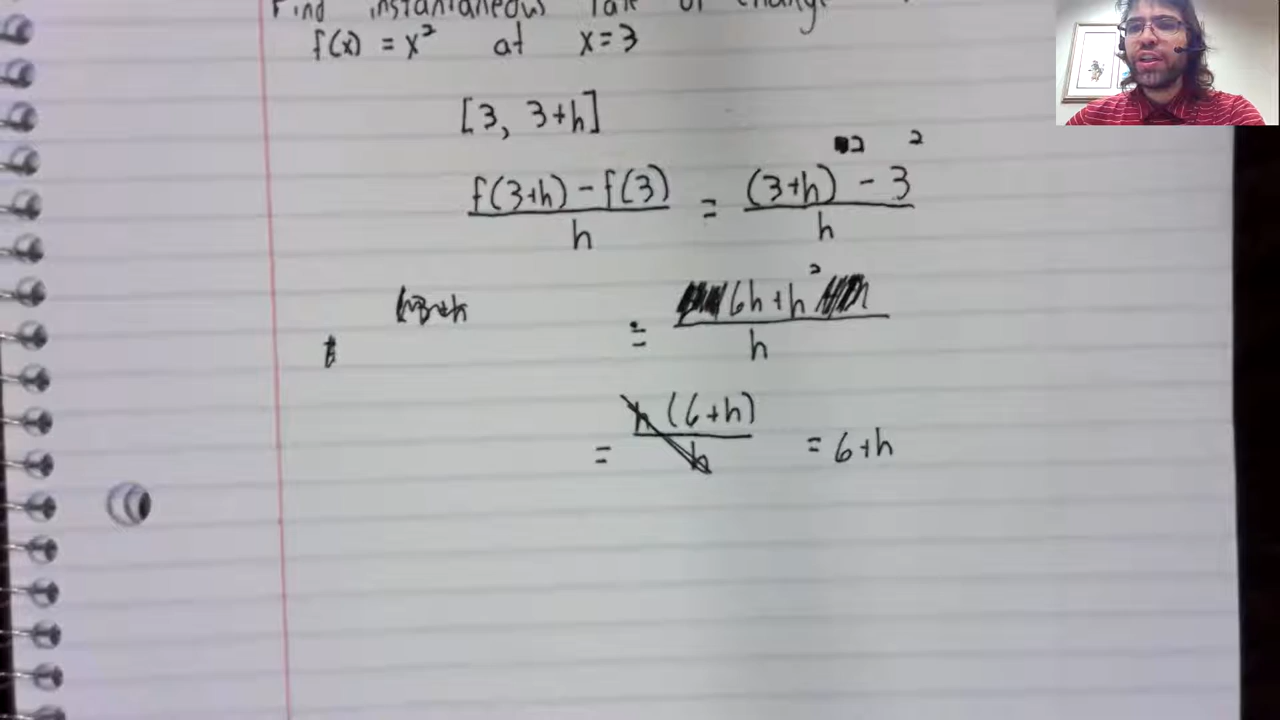 Find instantaneous rate of change
f(x) = x² at x = 3
[3, 3+h]
f(3+h) - f(3) / h = (3+h)² - 3² / h
= 6h + h² / h
= h(6+h) / h = 6+h